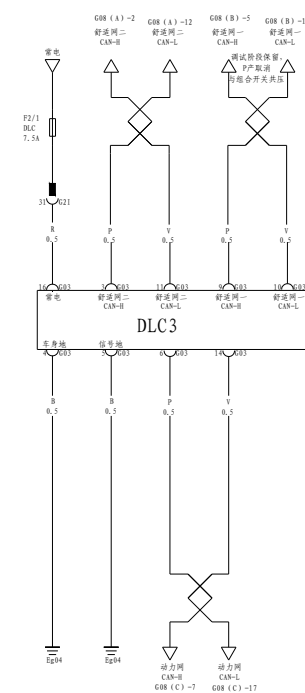 G08(A)-2 G08(A)-12 G08(B)-5 G08(B)-1
舒适网二 舒适网二 舒适网一 舒适网一
CAN-H CAN-L CAN-H CAN-L
常电
调试阶段保留,
P产取消
与组合开关共压
F2/1
DLC
7.5A
31 G2I
R P V P V
0.5 0.5 0.5 0.5 0.5
16 G03 3 G03 11 G03 9 G03 10 G03
常电 舒适网二 舒适网二 舒适网一 舒适网一
CAN-H CAN-L CAN-H CAN-L
DLC3
车身地 信号地
4 G03 5 G03 6 G03 14 G03
B B P V
0.5 0.5 0.5 0.5
Eg04 Eg04
动力网 动力网
CAN-H CAN-L
G08(C)-7 G08(C)-17